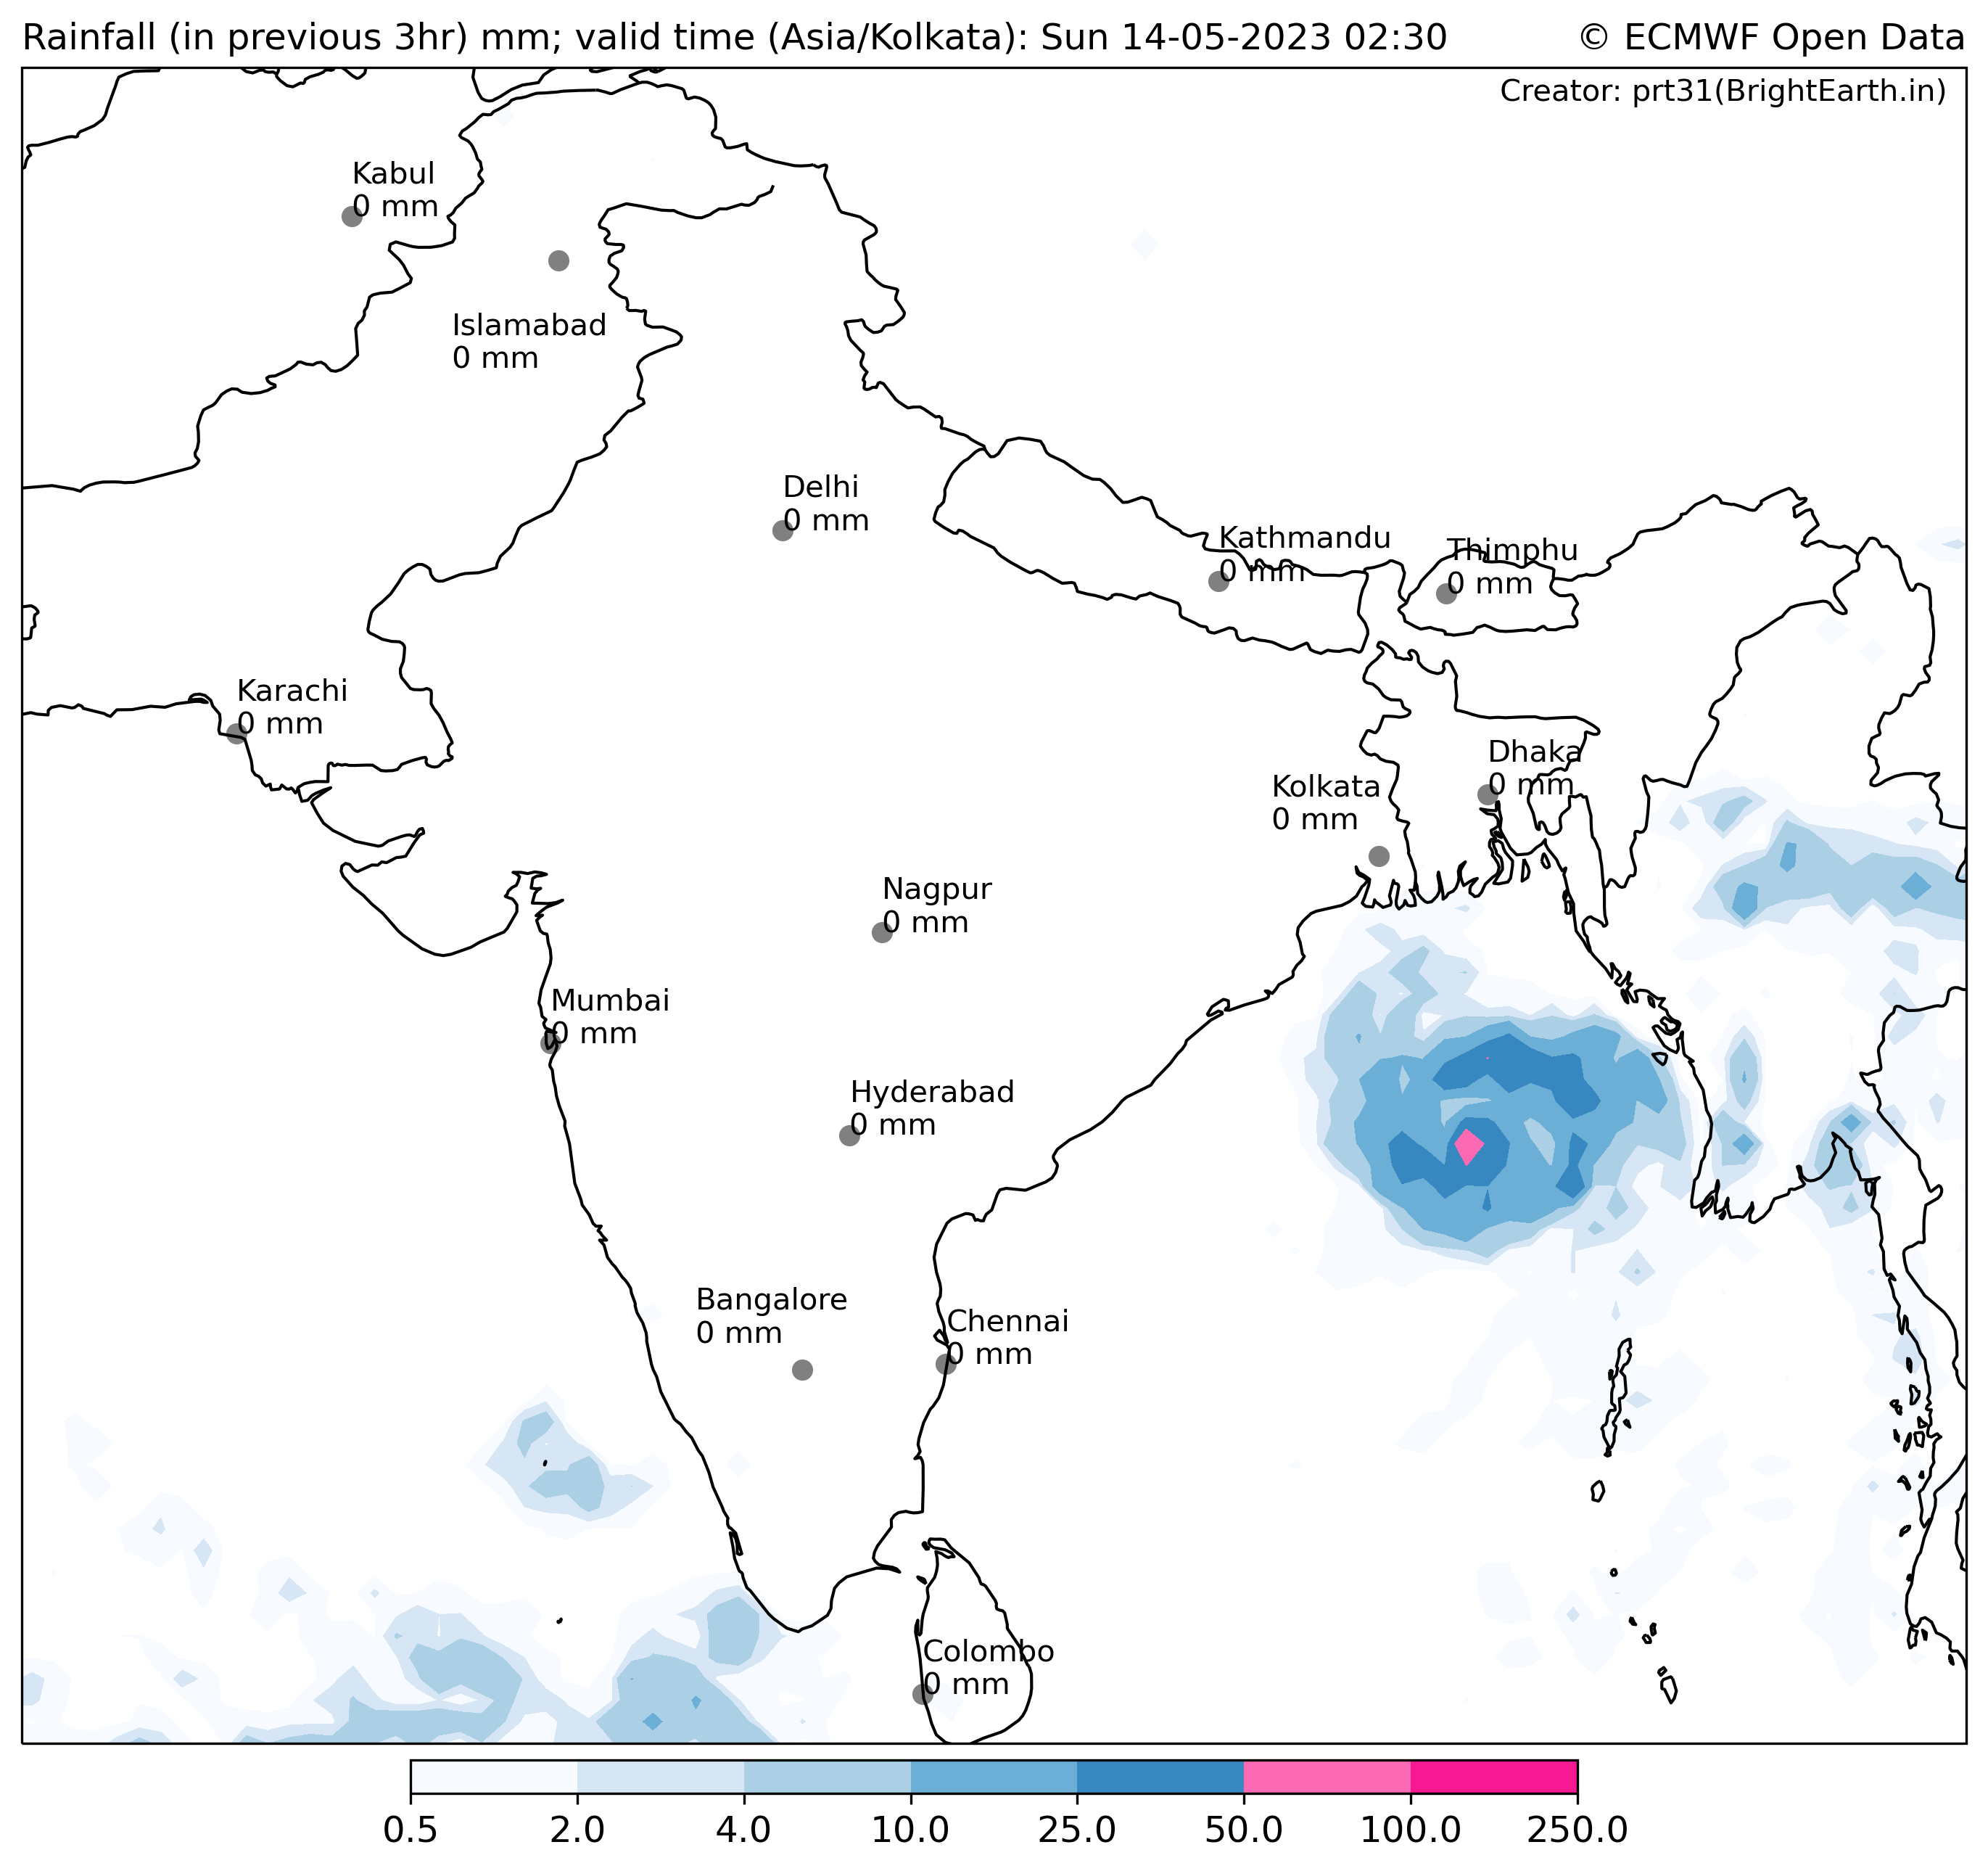 Rainfall (in previous 3hr) mm; valid time (Asia/Kolkata): Sun 14-05-2023 02:30
© ECMWF Open Data
Creator: prt31(BrightEarth.in)
Kabul
0 mm
Islamabad
0 mm
Delhi
0 mm
Kathmandu
0 mm
Thimphu
0 mm
Karachi
0 mm
Dhaka
0 mm
Kolkata
0 mm
Nagpur
0 mm
Mumbai
0 mm
Hyderabad
0 mm
Bangalore
0 mm
Chennai
0 mm
Colombo
0 mm
0.5 2.0 4.0 10.0 25.0 50.0 100.0 250.0